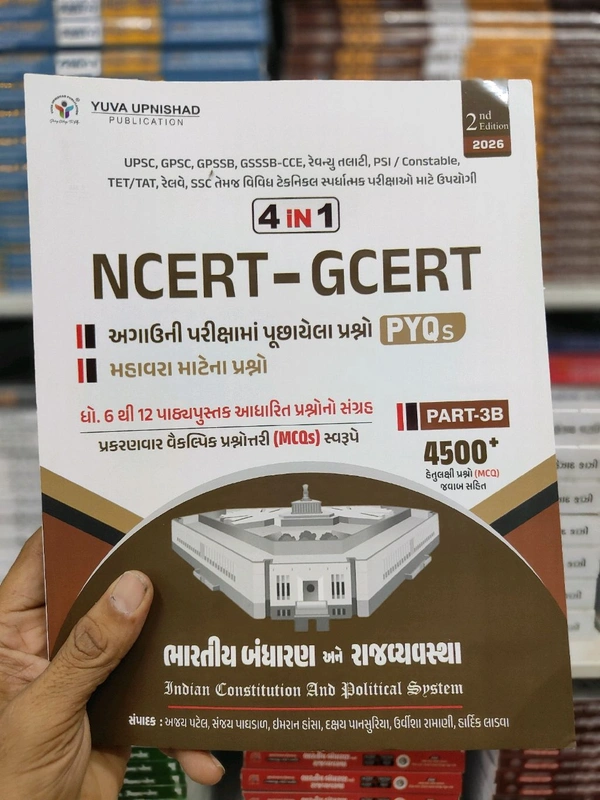 YUVA UPNISHAD
PUBLICATION
2nd
Edition
2026
UPSC, GPSC, GPSSB, GSSSB-CCE, રેવન્યુ તલાટી, PSI / Constable,
TET/TAT, રેલવે, SSC તેમજ વિવિધ ટેકનિકલ સ્પર્ધાત્મક પરીક્ષાઓ માટે ઉપયોગી
4 iN 1
NCERT - GCERT
અગાઉની પરીક્ષામાં પૂછાયેલા પ્રશ્નો PYQs
મહાવરા માટેના પ્રશ્નો
ધો. 6 થી 12 પાઠ્યપુસ્તક આધારિત પ્રશ્નોનો સંગ્રહ
પ્રકરણવાર વૈકલ્પિક પ્રશ્નોત્તરી (MCQs) સ્વરૂપે
PART-3B
4500+
હેતુલક્ષી પ્રશ્નો (MCQ)
જવાબ સહિત
ભારતીય બંધારણ અને રાજવ્યવસ્થા
Indian Constitution And Political System
સંપાદક : અજય પટેલ, સંજય પાઘડાળ, ઇમરાન હાંસા, દક્ષય પાનસુરિયા, ઉર્વીશા રામાણી, હાર્દિક લાડવા